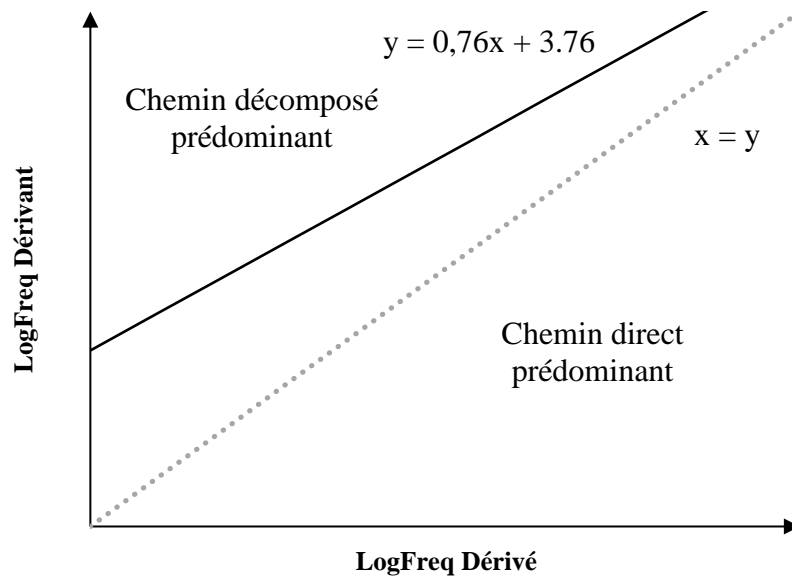 y = 0,76x + 3.76
Chemin décomposé
prédominant
x = y
LogFreq Dérivant
Chemin direct
prédominant
LogFreq Dérivé